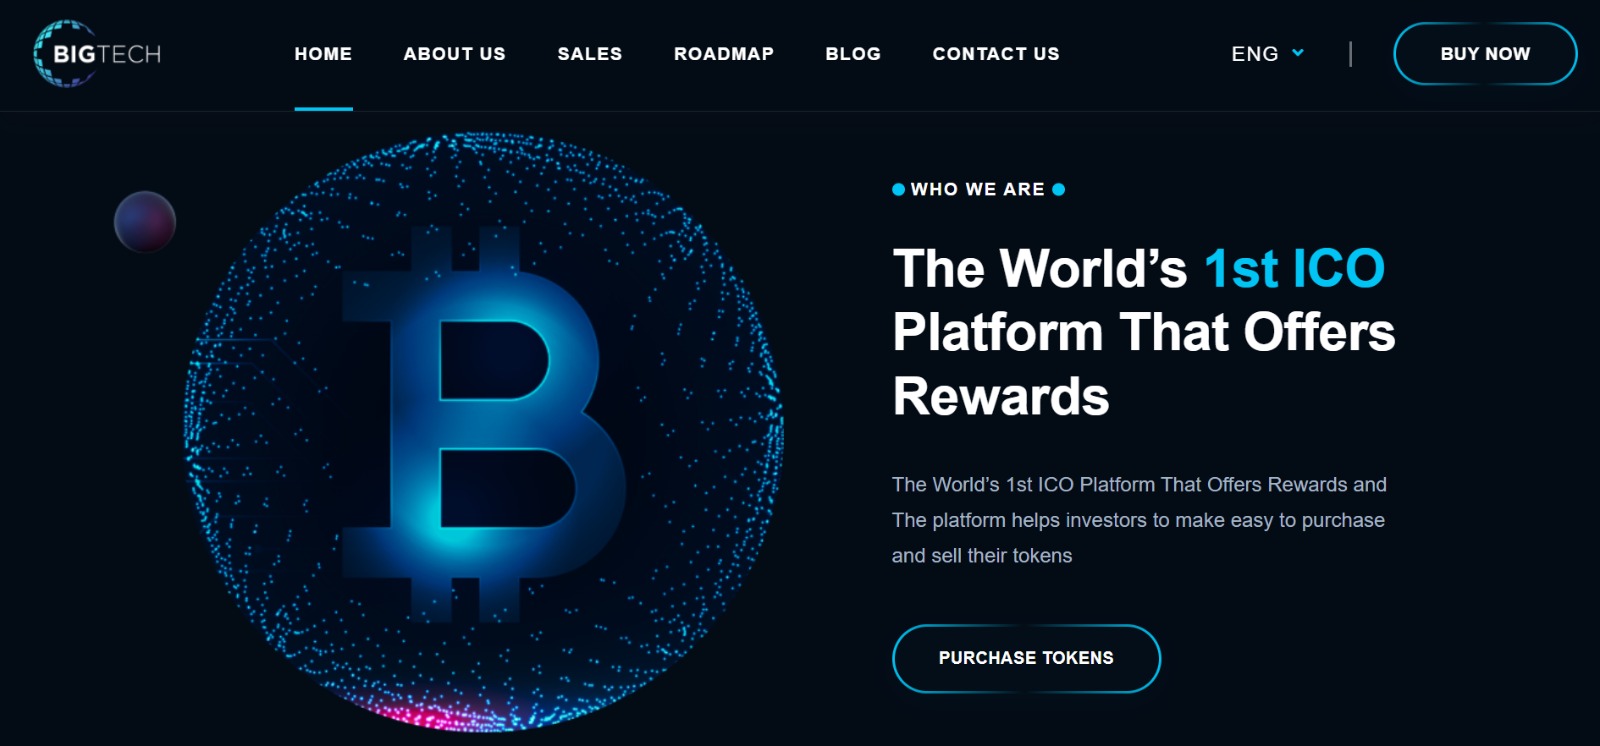 BIGTECH
HOME
ABOUT US
SALES
ROADMAP
BLOG
CONTACT US
ENG
BUY NOW
WHO WE ARE
The World’s 1st ICO
Platform That Offers
Rewards
The World’s 1st ICO Platform That Offers Rewards and
The platform helps investors to make easy to purchase
and sell their tokens
PURCHASE TOKENS